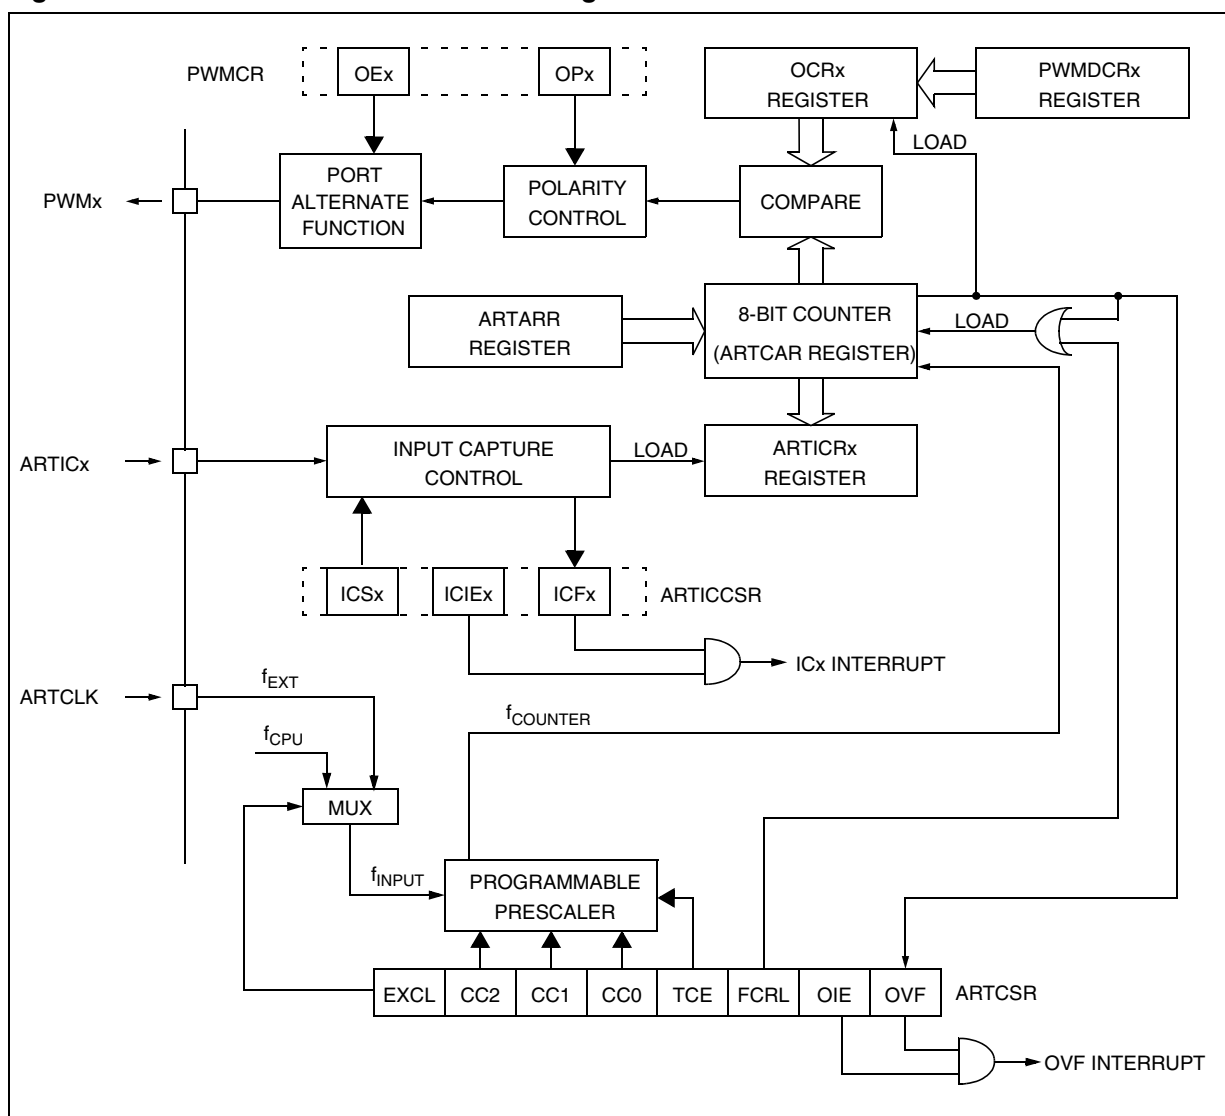 PWMCR
OEx
OPx
OCRx
REGISTER
PWMDCRx
REGISTER
LOAD
PWMx
PORT
ALTERNATE
FUNCTION
POLARITY
CONTROL
COMPARE
ARTARR
REGISTER
8-BIT COUNTER
(ARTCAR REGISTER)
LOAD
ARTICx
INPUT CAPTURE
CONTROL
LOAD
ARTICRx
REGISTER
ICSx
ICIEx
ICFx
ARTICCSR
ICx INTERRUPT
ARTCLK
fEXT
fCPU
fCOUNTER
MUX
fINPUT
PROGRAMMABLE
PRESCALER
EXCL
CC2
CC1
CC0
TCE
FCRL
OIE
OVF
ARTCSR
OVF INTERRUPT